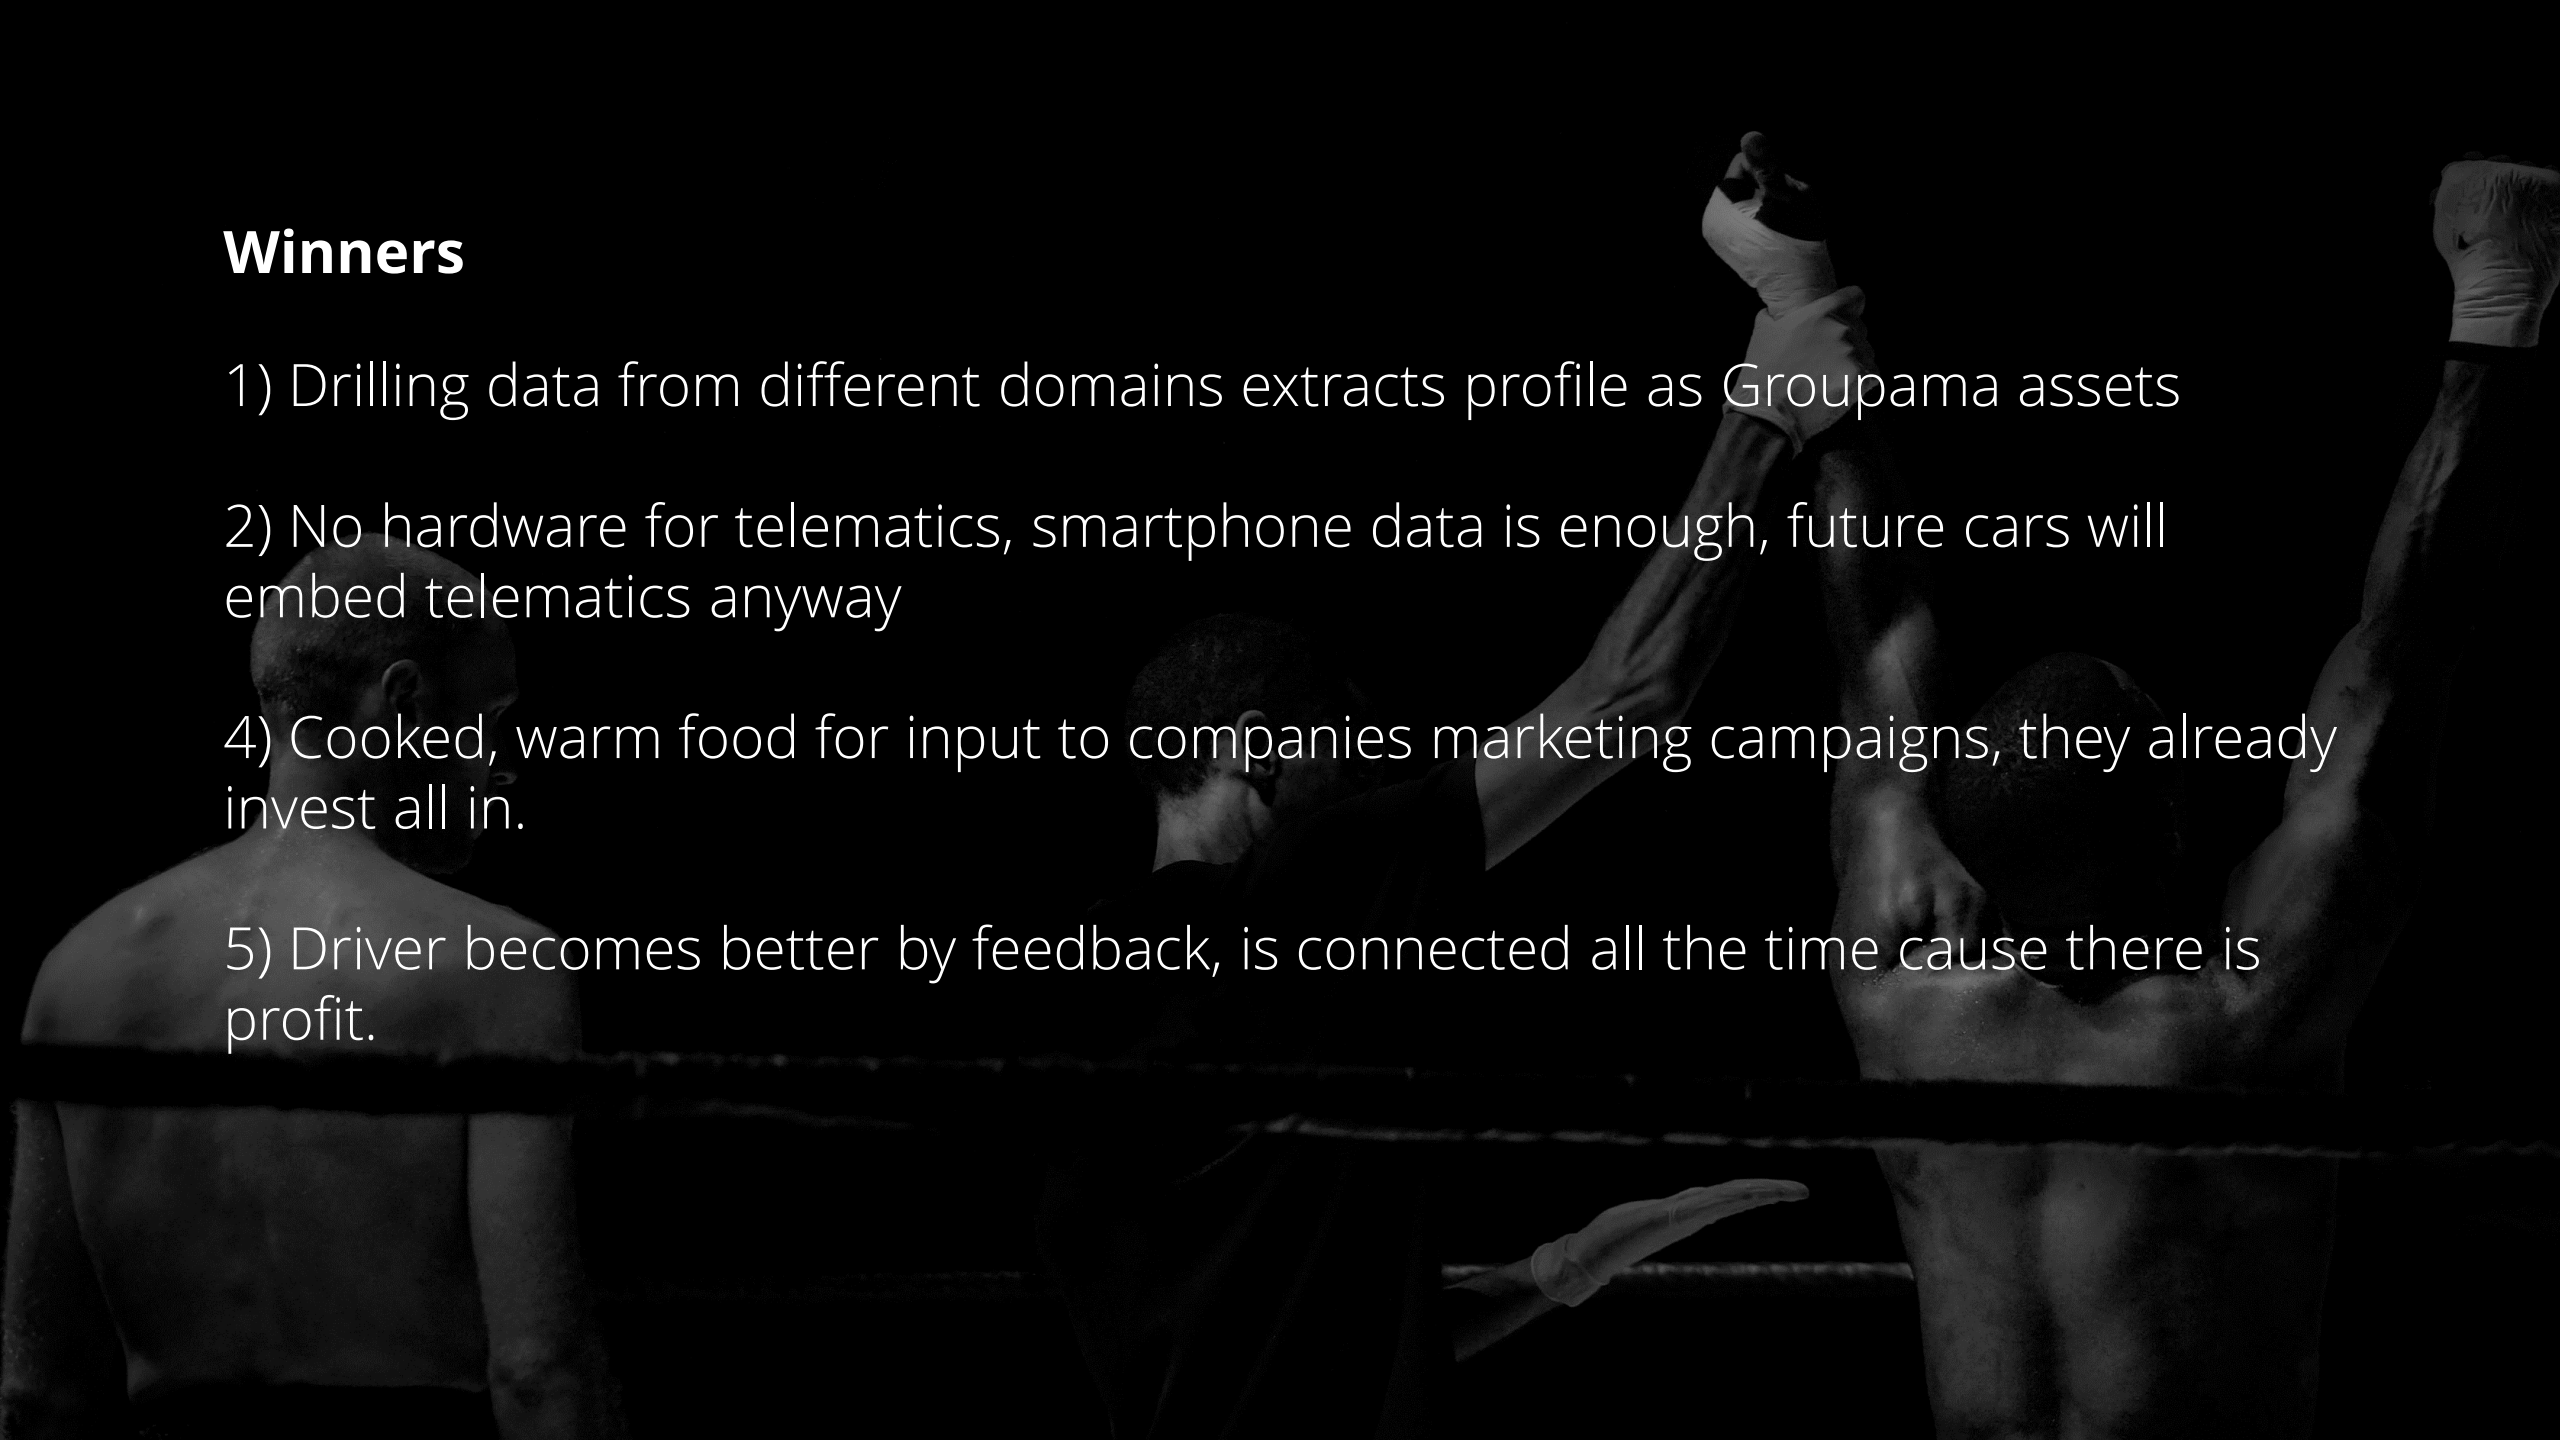 Winners
1) Drilling data from different domains extracts profile as Groupama assets
2) No hardware for telematics, smartphone data is enough, future cars will
embed telematics anyway
4) Cooked, warm food for input to companies marketing campaigns, they already
invest all in.
5) Driver becomes better by feedback, is connected all the time cause there is
profit.